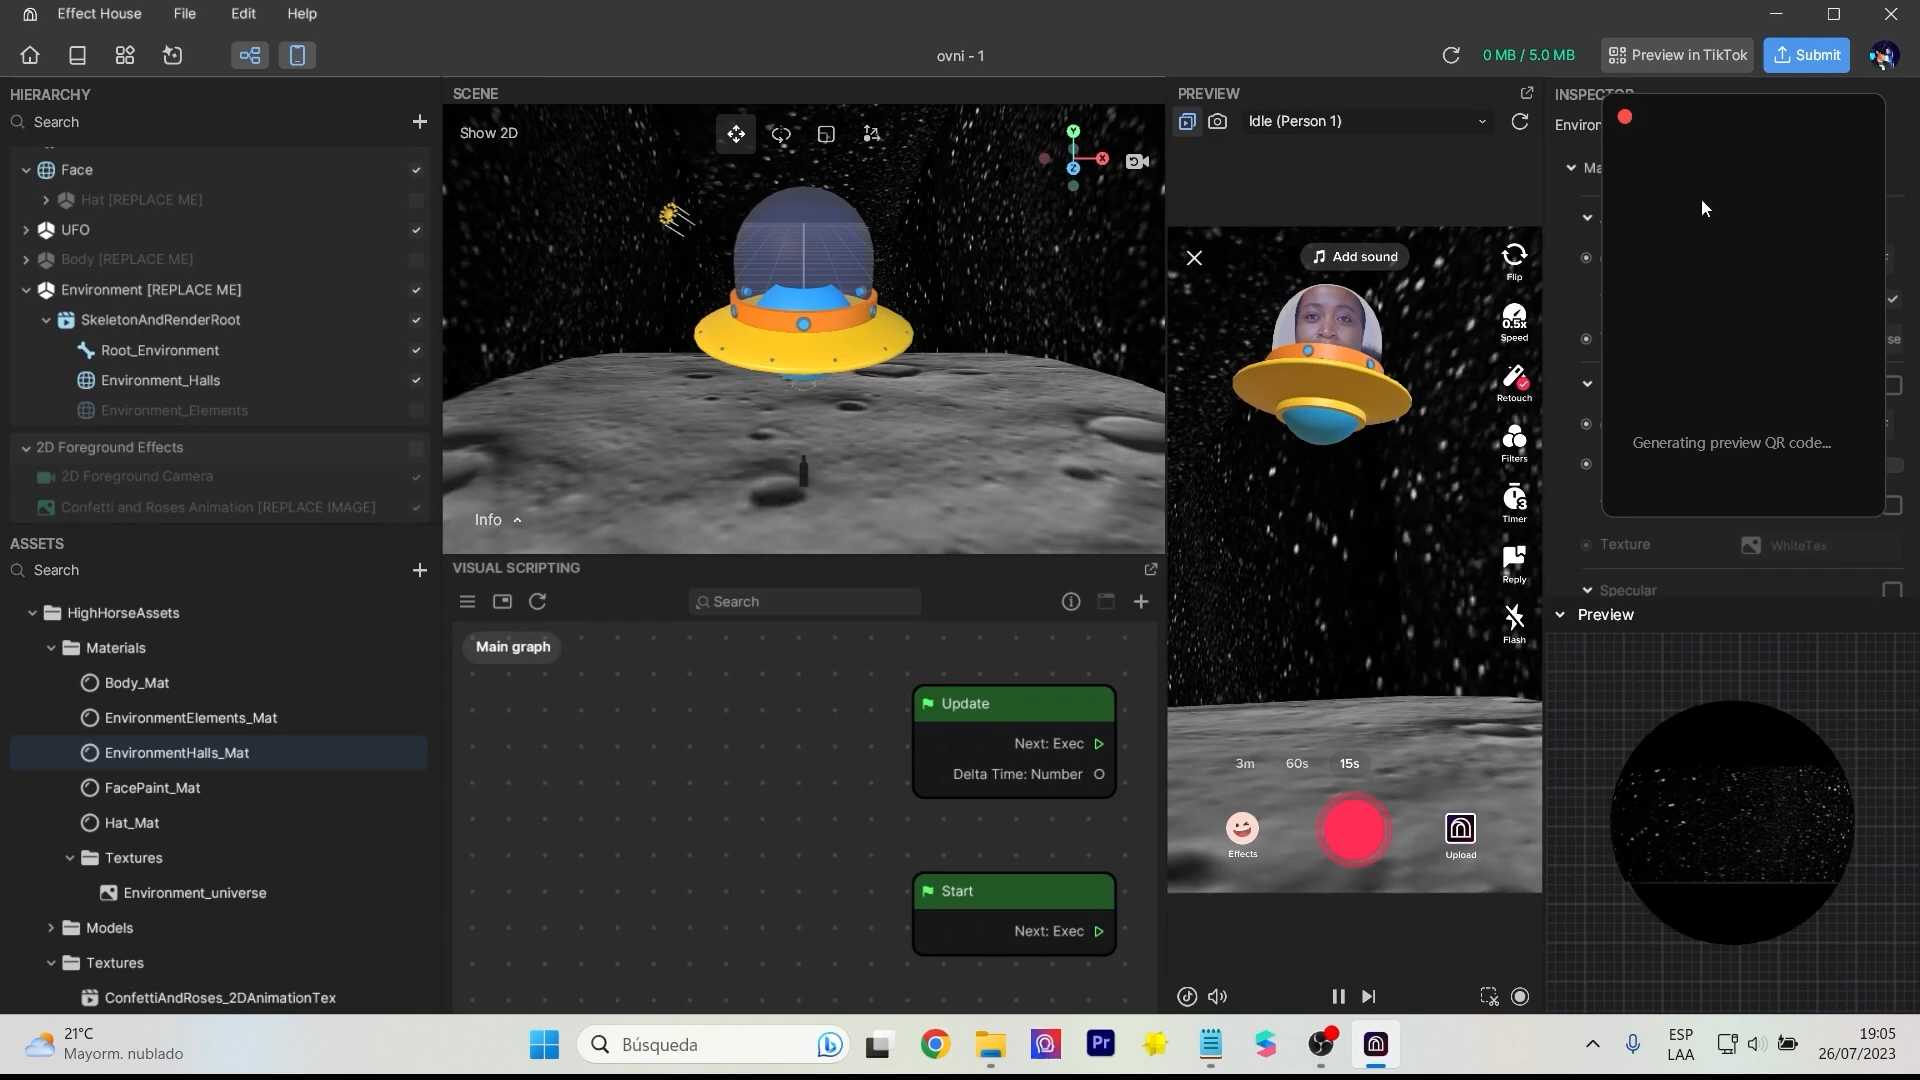 Effect House
File
Edit
Help
ovni - 1
0 MB / 5.0 MB
Preview in TikTok
Submit
HIERARCHY
Search
Face
Hat [REPLACE ME]
UFO
Body [REPLACE ME]
Environment [REPLACE ME]
SkeletonAndRenderRoot
Root_Environment
Environment_Halls
Environment_Elements
2D Foreground Effects
2D Foreground Camera
Confetti and Roses Animation [REPLACE IMAGE]
ASSETS
Search
HighHorseAssets
Materials
Body_Mat
EnvironmentElements_Mat
EnvironmentHalls_Mat
FacePaint_Mat
Hat_Mat
Textures
Environment_universe
Models
Textures
ConfettiAndRoses_2DAnimationTex
SCENE
Show 2D
Y
X
Z
Info
VISUAL SCRIPTING
Search
Main graph
Update
Next: Exec
Delta Time: Number
Start
Next: Exec
PREVIEW
Idle (Person 1)
Add sound
Flip
0.5x
Speed
Retouch
Filters
3
Timer
Reply
Flash
3m
60s
15s
Effects
Upload
INSPECTOR
Environ
Ma
Generating preview QR code...
se
Texture
WhiteTex
Specular
Preview
21°C
Mayorm. nublado
Búsqueda
Pr
ESP
LAA
19:05
26/07/2023